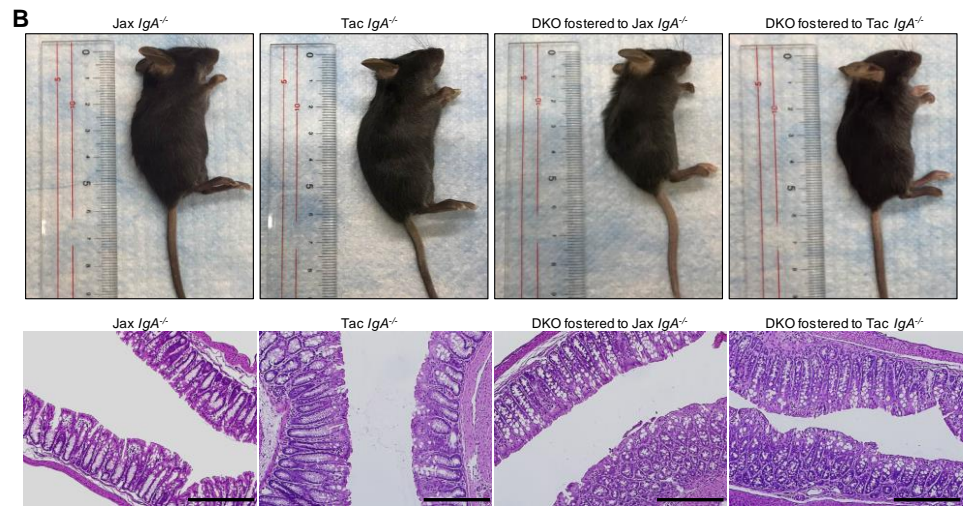 B
Jax IgA-/-
Tac IgA-/-
DKO fostered to Jax IgA-/-
DKO fostered to Tac IgA-/-
Jax IgA-/-
Tac IgA-/-
DKO fostered to Jax IgA-/-
DKO fostered to Tac IgA-/-